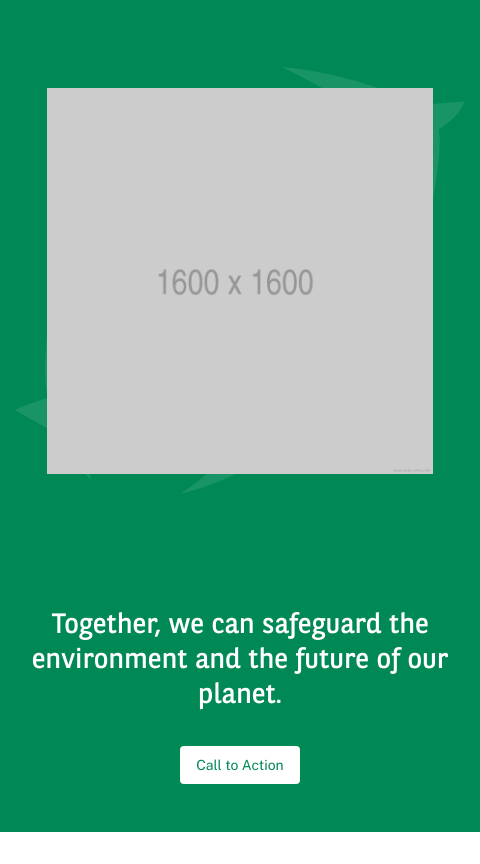 1600 x 1600
Together, we can safeguard the
environment and the future of our
planet.
Call to Action